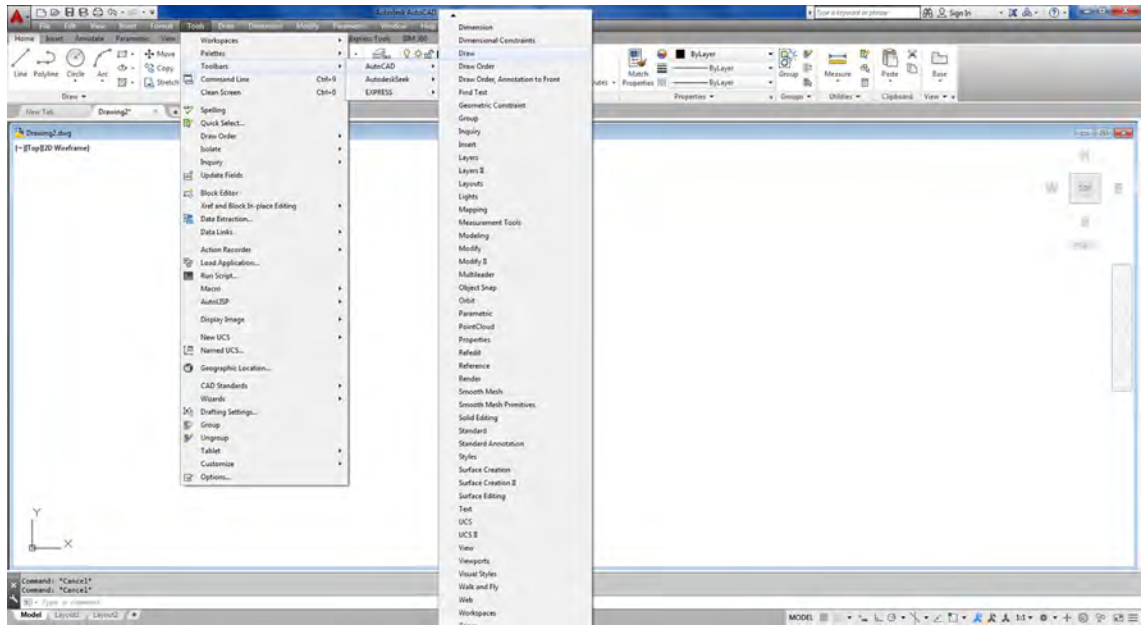 Autodesk AutoCAD
Type a keyword or phrase
Sign In
File Edit View Insert Format Tools Draw Dimension Modify Parametric Window Help
Home Insert Annotate Parametric View Express Tools BIM 360
Line Polyline Circle Arc
Move
Copy
Stretch
Draw
Match
Properties
ByLayer
ByLayer
ByLayer
Properties
Group
Groups
Measure
Utilities
Paste
Clipboard
Base
View
New Tab Drawing2*
Drawing2.dwg
[-][Top][2D Wireframe]
Workspaces
Palettes
Toolbars
Command Line Ctrl+9
Clean Screen Ctrl+0
Spelling
Quick Select...
Draw Order
Isolate
Inquiry
Update Fields
Block Editor
Xref and Block In-place Editing
Data Extraction...
Data Links
Action Recorder
Load Application...
Run Script...
Macro
AutoLISP
Display Image
New UCS
Named UCS...
Geographic Location...
CAD Standards
Wizards
Drafting Settings...
Group
Ungroup
Tablet
Customize
Options...
AutoCAD
AutodeskSeek
EXPRESS
Dimension
Dimensional Constraints
Draw
Draw Order
Draw Order, Annotation to Front
Find Text
Geometric Constraint
Group
Inquiry
Insert
Layers
Layers II
Layouts
Lights
Mapping
Measurement Tools
Modeling
Modify
Modify II
Multileader
Object Snap
Orbit
Parametric
PointCloud
Properties
Refedit
Reference
Render
Smooth Mesh
Smooth Mesh Primitives
Solid Editing
Standard
Standard Annotation
Styles
Surface Creation
Surface Creation II
Surface Editing
Text
UCS
UCS II
View
Viewports
Visual Styles
Walk and Fly
Web
Workspaces
W TOP E
Y
X
Command: *Cancel*
Command: *Cancel*
Type a command
Model Layout1 Layout2 +
MODEL
1:1